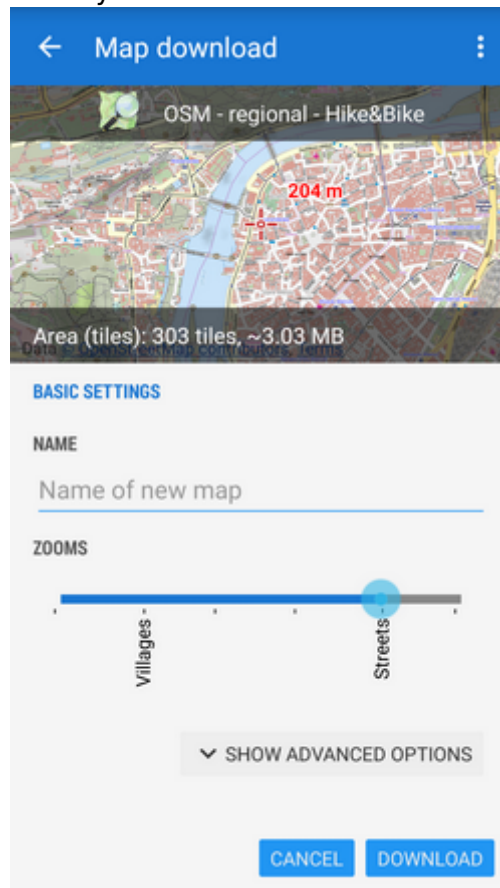 Map download
OSM - regional - Hike&Bike
204 m
Area (tiles): 303 tiles, ~3.03 MB
Data © OpenStreetMap contributors, Terms
BASIC SETTINGS
NAME
Name of new map
ZOOMS
Villages
Streets
SHOW ADVANCED OPTIONS
CANCEL DOWNLOAD